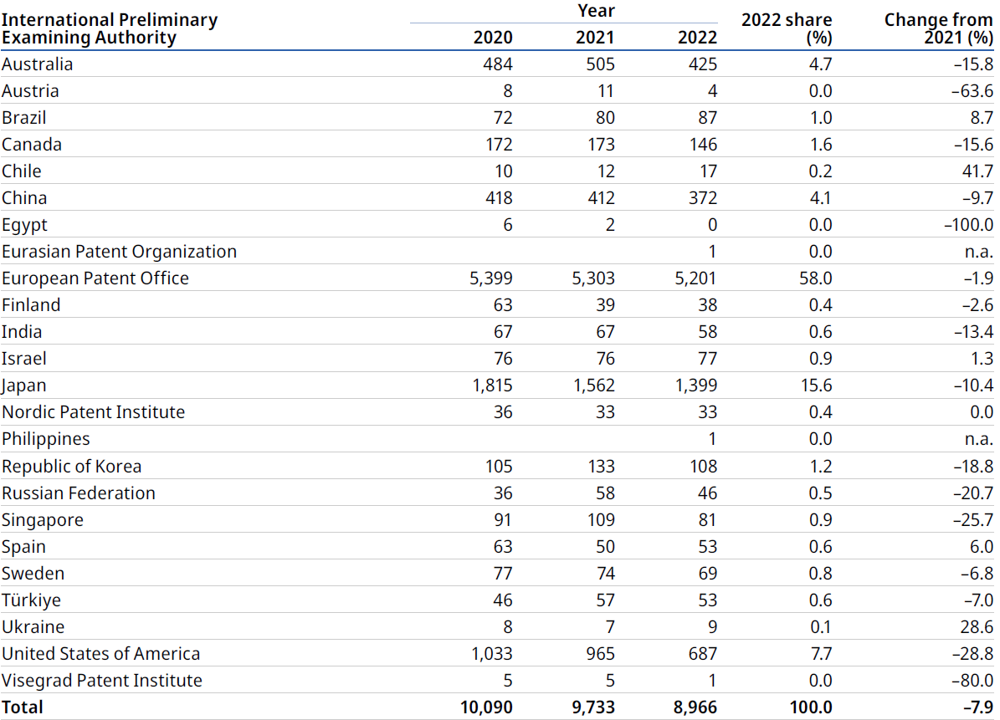 International Preliminary Examining Authority Year 2022 share (%) Change from 2021 (%)
2020 2021 2022
Australia 484 505 425 4.7 –15.8
Austria 8 11 4 0.0 –63.6
Brazil 72 80 87 1.0 8.7
Canada 172 173 146 1.6 –15.6
Chile 10 12 17 0.2 41.7
China 418 412 372 4.1 –9.7
Egypt 6 2 0 0.0 –100.0
Eurasian Patent Organization 1 0.0 n.a.
European Patent Office 5,399 5,303 5,201 58.0 –1.9
Finland 63 39 38 0.4 –2.6
India 67 67 58 0.6 –13.4
Israel 76 76 77 0.9 1.3
Japan 1,815 1,562 1,399 15.6 –10.4
Nordic Patent Institute 36 33 33 0.4 0.0
Philippines 1 0.0 n.a.
Republic of Korea 105 133 108 1.2 –18.8
Russian Federation 36 58 46 0.5 –20.7
Singapore 91 109 81 0.9 –25.7
Spain 63 50 53 0.6 6.0
Sweden 77 74 69 0.8 –6.8
Türkiye 46 57 53 0.6 –7.0
Ukraine 8 7 9 0.1 28.6
United States of America 1,033 965 687 7.7 –28.8
Visegrad Patent Institute 5 5 1 0.0 –80.0
Total 10,090 9,733 8,966 100.0 –7.9